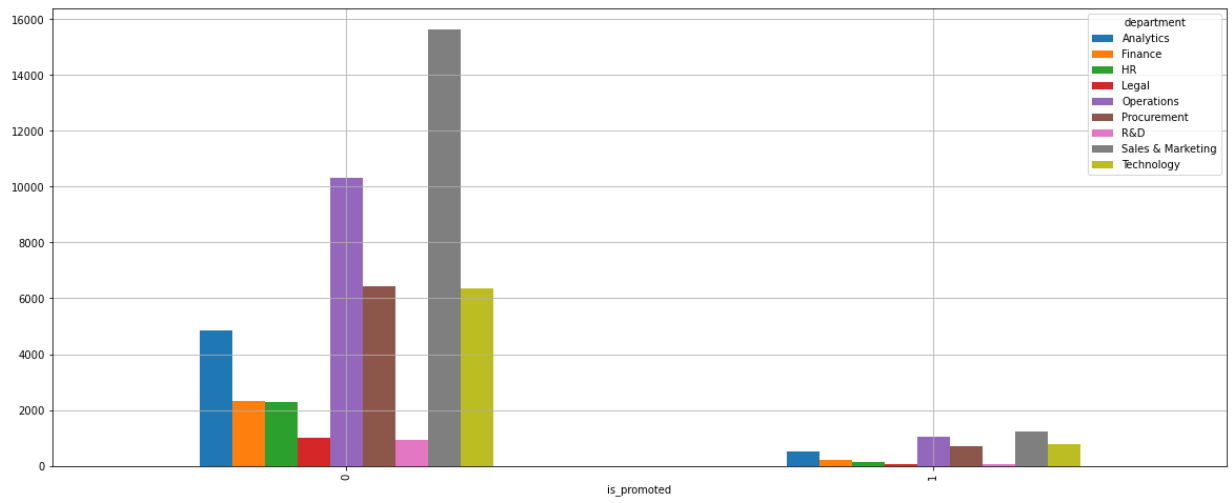 16000
14000
12000
10000
8000
6000
4000
2000
0
department
Analytics
Finance
HR
Legal
Operations
Procurement
R&D
Sales & Marketing
Technology
0
1
is_promoted